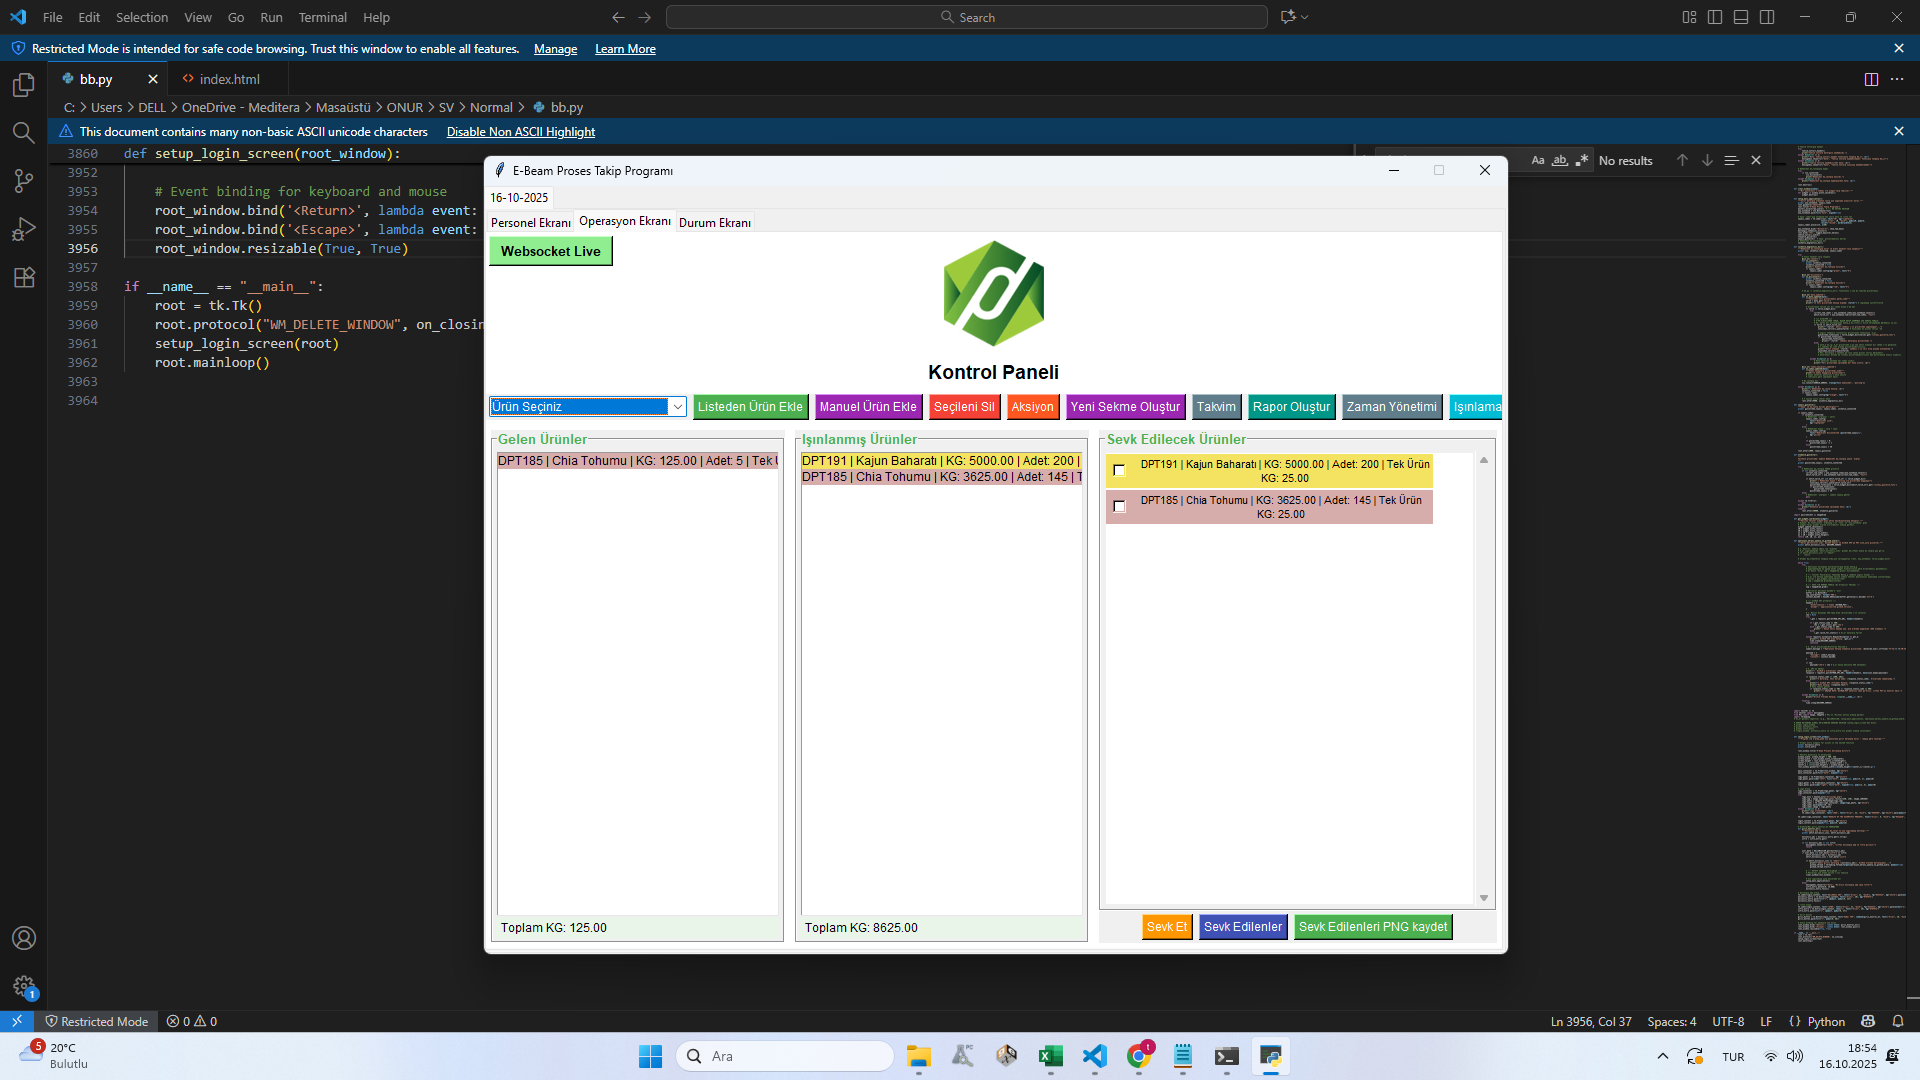 File Edit Selection View Go Run Terminal Help
Search
Restricted Mode is intended for safe code browsing. Trust this window to enable all features. Manage Learn More
bb.py
index.html
C: > Users > DELL > OneDrive - Meditera > Masaüstü > ONUR > SV > Normal > bb.py
This document contains many non-basic ASCII unicode characters Disable Non ASCII Highlight
3860 def setup_login_screen(root_window):
3952
3953 # Event binding for keyboard and mouse
3954 root_window.bind('<Return>', lambda event:
3955 root_window.bind('<Escape>', lambda event:
3956 root_window.resizable(True, True)
3957
3958 if __name__ == "__main__":
3959 root = tk.Tk()
3960 root.protocol("WM_DELETE_WINDOW", on_closin
3961 setup_login_screen(root)
3962 root.mainloop()
3963
3964
Aa ab No results
E-Beam Proses Takip Programı
16-10-2025
Personel Ekranı Operasyon Ekranı Durum Ekranı
Websocket Live
Kontrol Paneli
Ürün Seçiniz
Listeden Ürün Ekle
Manuel Ürün Ekle
Seçileni Sil
Aksiyon
Yeni Sekme Oluştur
Takvim
Rapor Oluştur
Zaman Yönetimi
Işınlama
Gelen Ürünler
DPT185 | Chia Tohumu | KG: 125.00 | Adet: 5 | Tek
Toplam KG: 125.00
Işınlanmış Ürünler
DPT191 | Kajun Baharatı | KG: 5000.00 | Adet: 200 |
DPT185 | Chia Tohumu | KG: 3625.00 | Adet: 145 |
Toplam KG: 8625.00
Sevk Edilecek Ürünler
DPT191 | Kajun Baharatı | KG: 5000.00 | Adet: 200 | Tek Ürün
KG: 25.00
DPT185 | Chia Tohumu | KG: 3625.00 | Adet: 145 | Tek Ürün
KG: 25.00
Sevk Et
Sevk Edilenler
Sevk Edilenleri PNG kaydet
1
Restricted Mode
0 0
Ln 3956, Col 37 Spaces: 4 UTF-8 LF {} Python
5
20°C
Bulutlu
Ara
t
TUR
18:54
16.10.2025